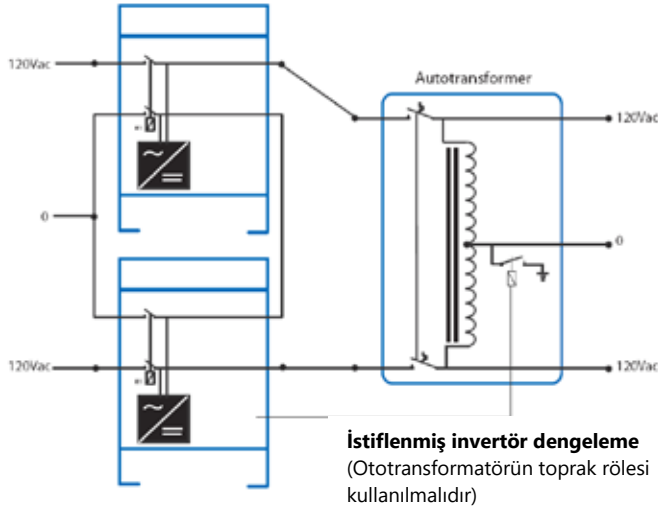 120Vac
Autotransformer
120Vac
0
0
120Vac
120Vac
İstiflenmiş invertör dengeleme
(Ototransformatörün toprak rölesi
kullanılmalıdır)